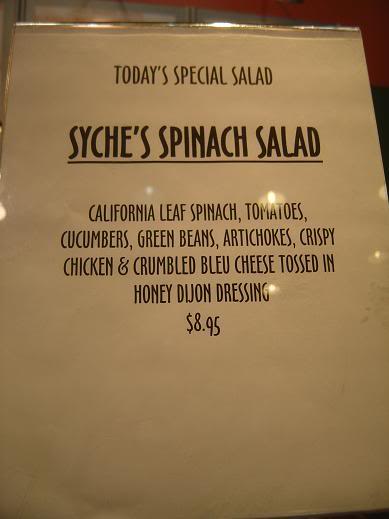 TODAY'S SPECIAL SALAD
SYCHE'S SPINACH SALAD
CALIFORNIA LEAF SPINACH, TOMATOES,
CUCUMBERS, GREEN BEANS, ARTICHOKES, CRISPY
CHICKEN & CRUMBLED BLEU CHEESE TOSSED IN
HONEY DIJON DRESSING
$8.95